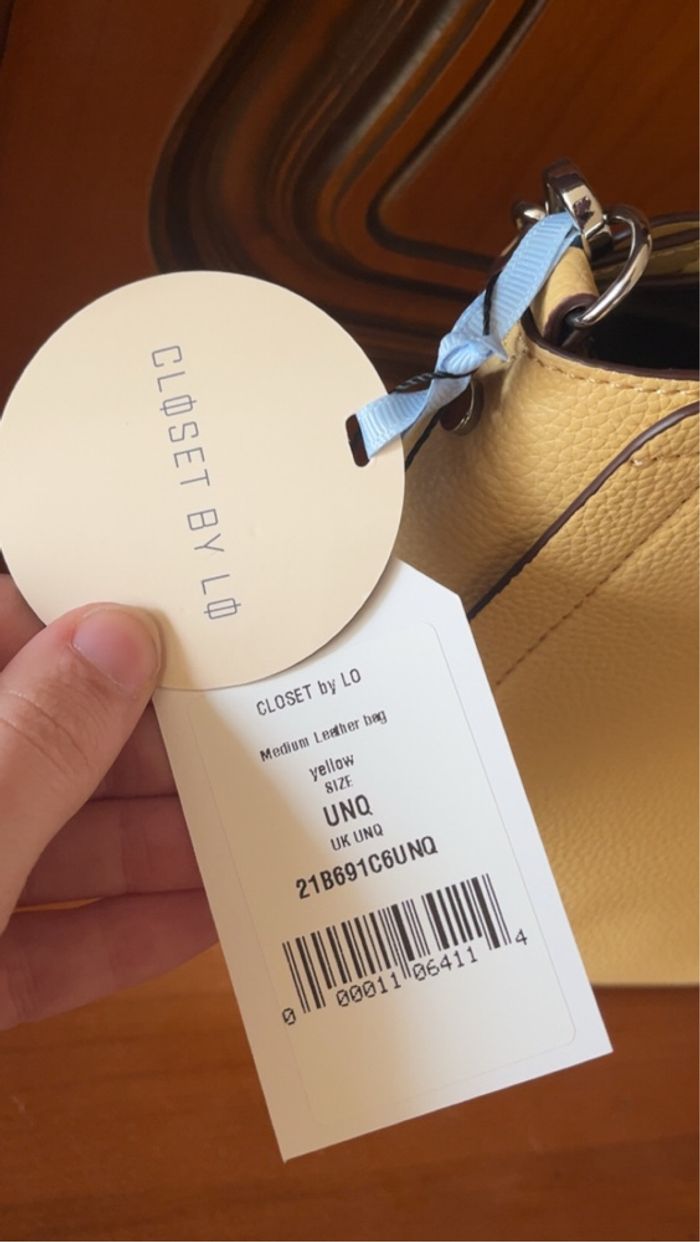 CLØSET BY LØ
CLOSET by LO
Medium Leather bag
yellow
SIZE
UNQ
UK UNQ
21B691C6UNQ
0 00011 06411 4